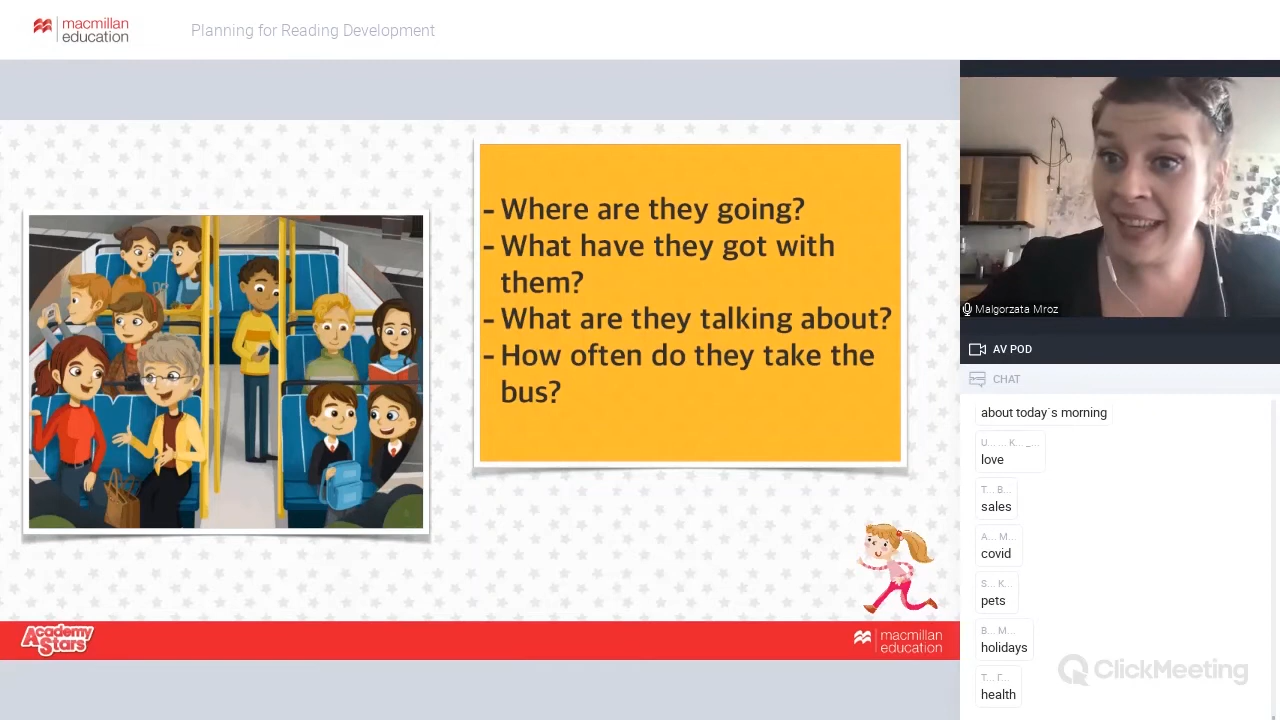 macmillan
education
Planning for Reading Development
- Where are they going?
- What have they got with
them?
- What are they talking about?
- How often do they take the
bus?
Academy
Stars
macmillan
education
Malgorzata Mroz
AV POD
CHAT
about today´s morning
U... ... K... _...
love
T... B...
sales
A... M...
covid
S... K...
pets
B... M...
holidays
T... Г...
health
ClickMeeting